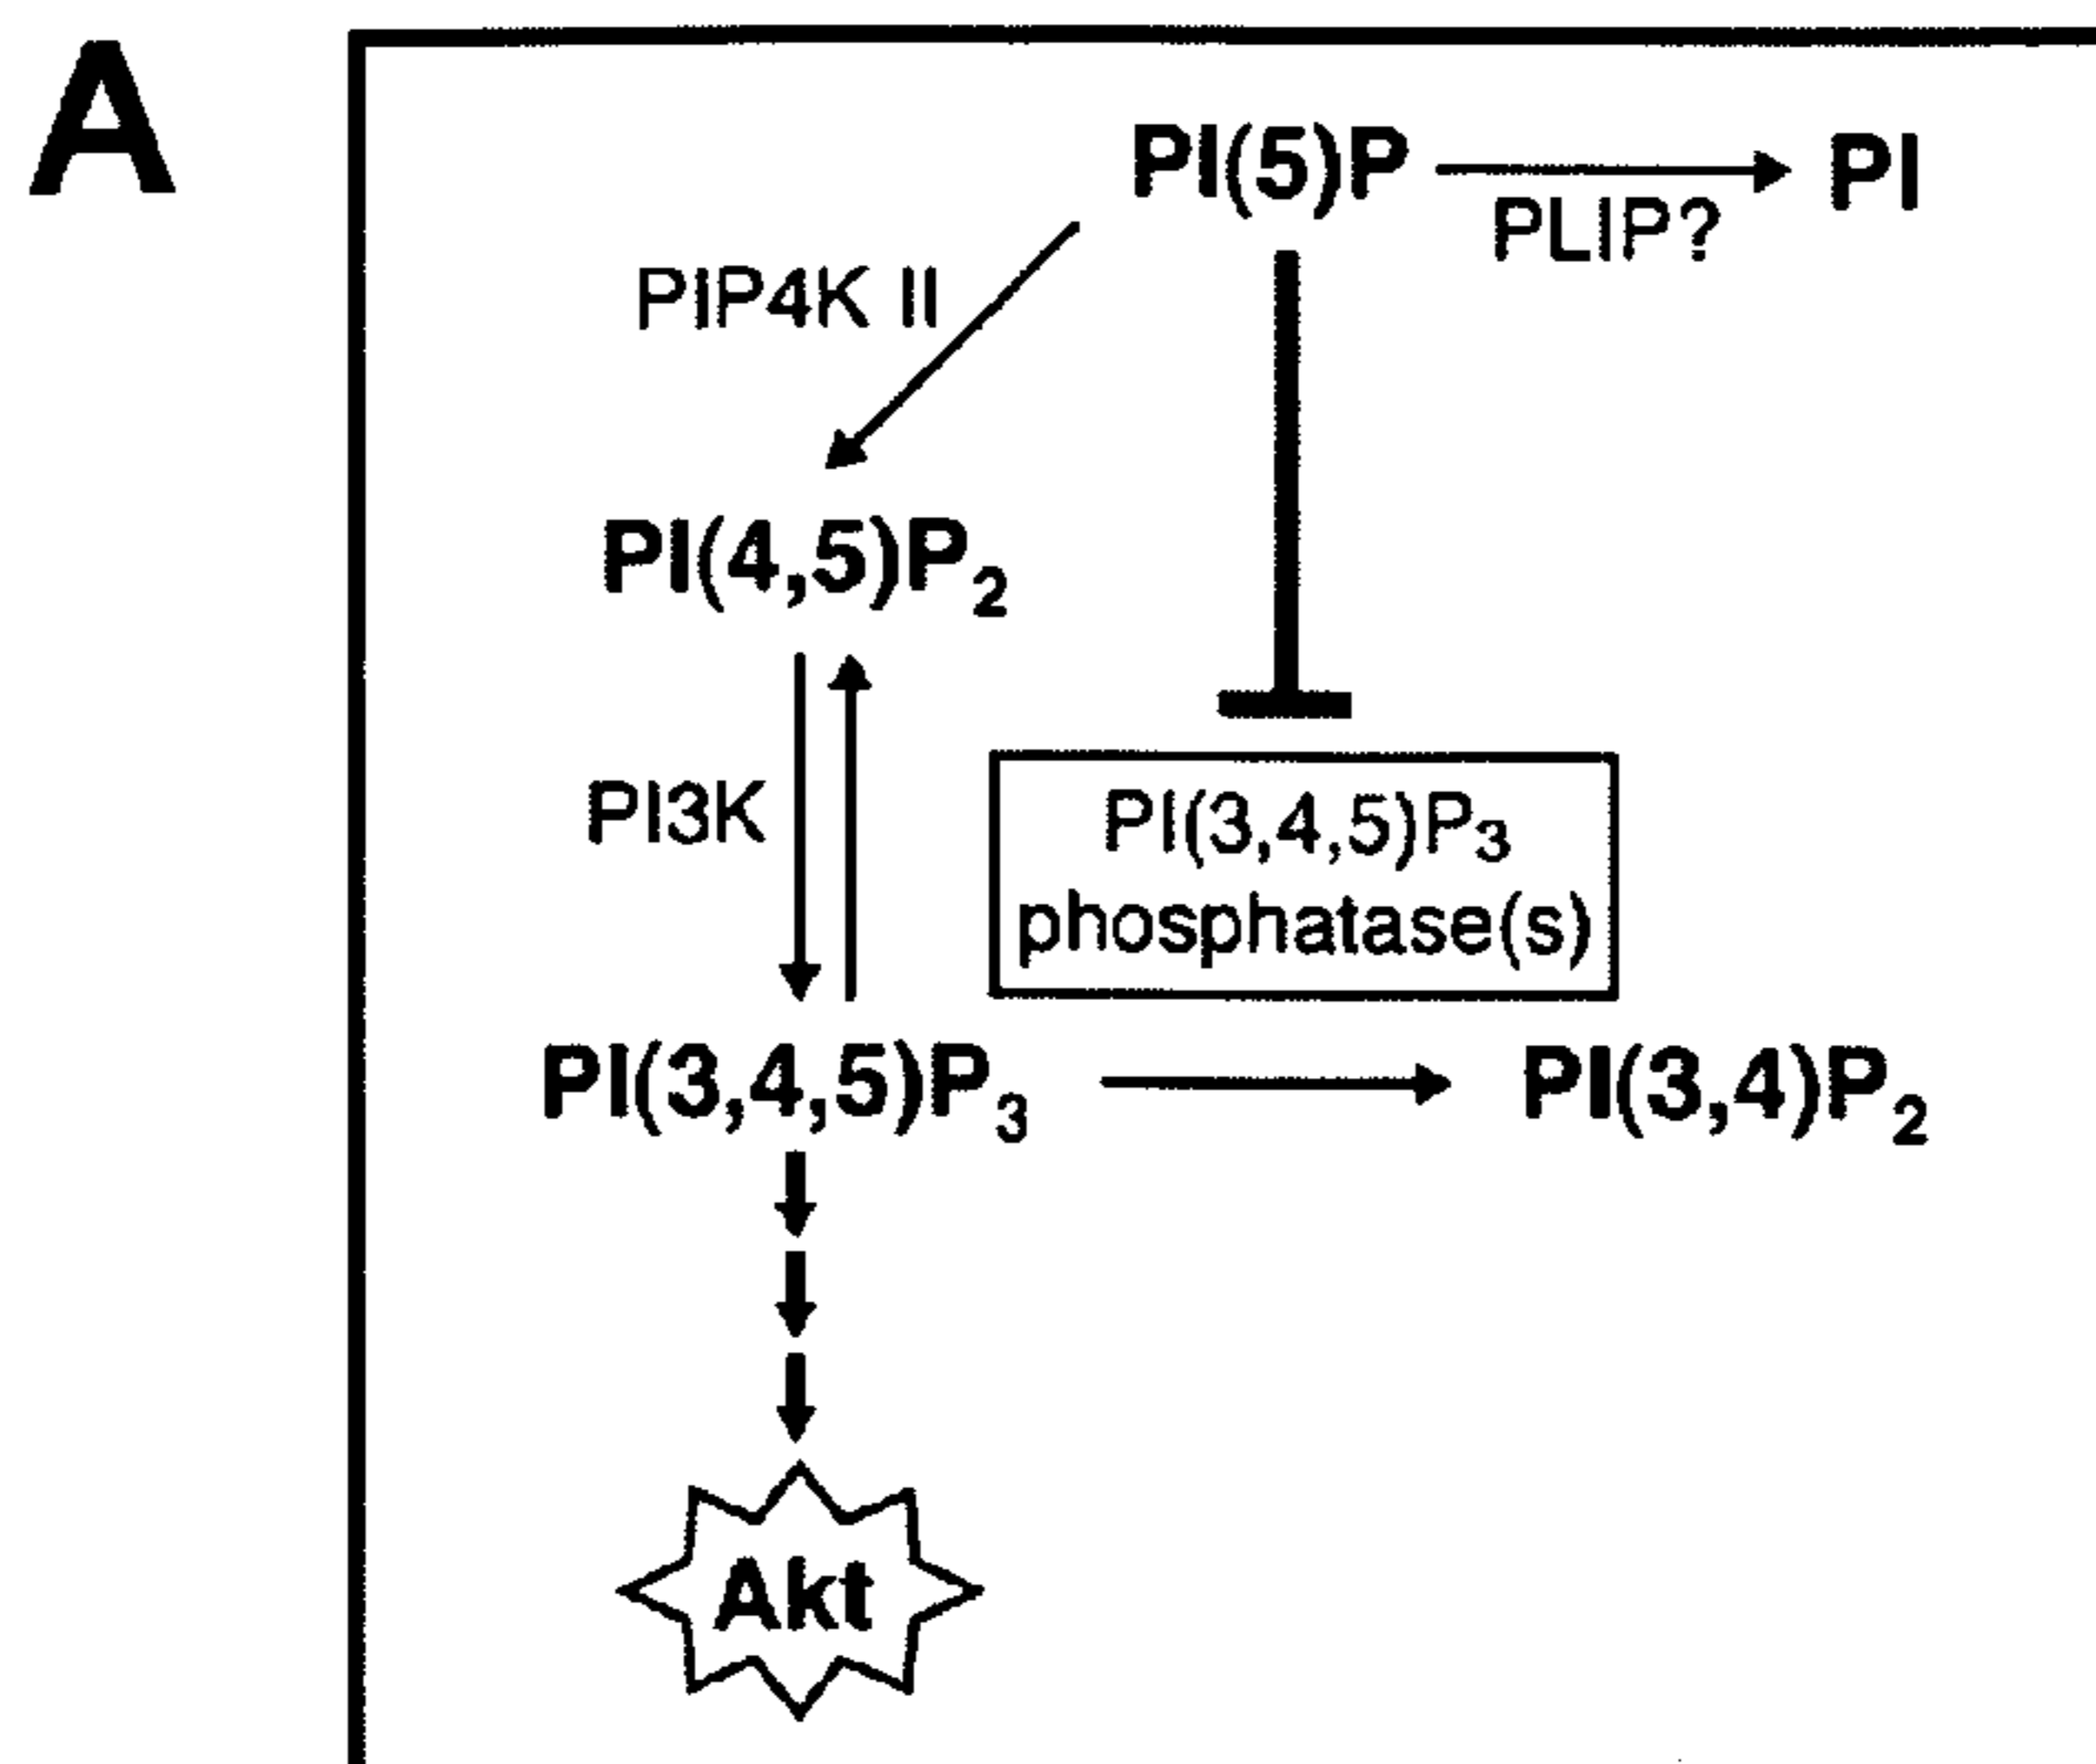 A
PI(5)P
PI
PLIP?
PIP4K II
PI(4,5)P2
PI3K
PI(3,4,5)P3
phosphatase(s)
PI(3,4,5)P3
PI(3,4)P2
Akt